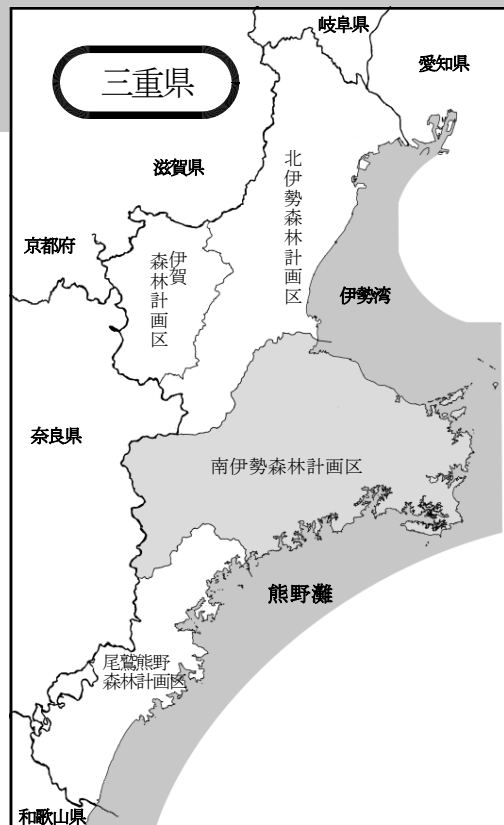 岐阜県
愛知県
三重県
滋賀県
北伊勢森林計画区
京都府
伊賀
森林計画区
伊勢湾
奈良県
南伊勢森林計画区
熊野灘
尾鷲熊野
森林計画区
和歌山県